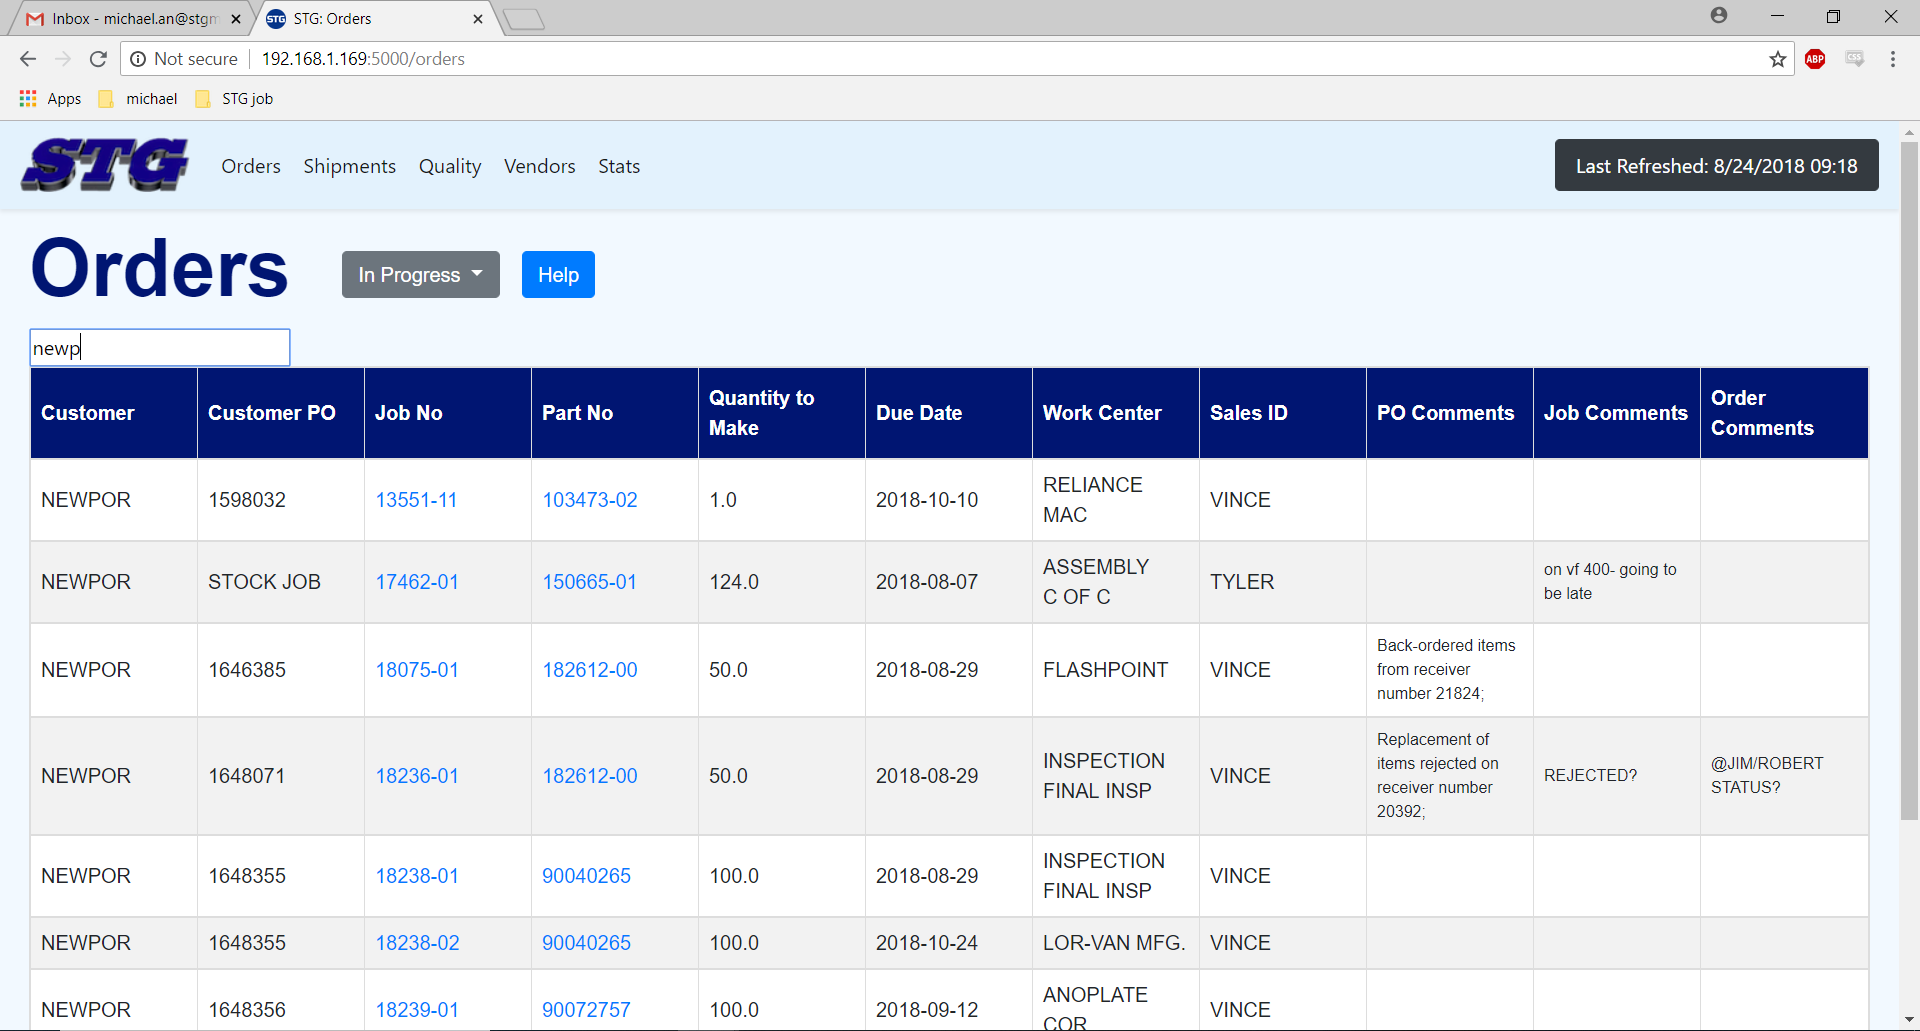 Inbox - michael.an@stgm
STG: Orders
Not secure
192.168.1.169:5000/orders
ABP
CSS
Apps
michael
STG job
STG
Orders
Shipments
Quality
Vendors
Stats
Last Refreshed: 8/24/2018 09:18
Orders
In Progress
Help
newp
Customer
Customer PO
Job No
Part No
Quantity to
Make
Due Date
Work Center
Sales ID
PO Comments
Job Comments
Order
Comments
NEWPOR
1598032
13551-11
103473-02
1.0
2018-10-10
RELIANCE
MAC
VINCE
NEWPOR
STOCK JOB
17462-01
150665-01
124.0
2018-08-07
ASSEMBLY
C OF C
TYLER
on vf 400- going to
be late
NEWPOR
1646385
18075-01
182612-00
50.0
2018-08-29
FLASHPOINT
VINCE
Back-ordered items
from receiver
number 21824;
NEWPOR
1648071
18236-01
182612-00
50.0
2018-08-29
INSPECTION
FINAL INSP
VINCE
Replacement of
items rejected on
receiver number
20392;
REJECTED?
@JIM/ROBERT
STATUS?
NEWPOR
1648355
18238-01
90040265
100.0
2018-08-29
INSPECTION
FINAL INSP
VINCE
NEWPOR
1648355
18238-02
90040265
100.0
2018-10-24
LOR-VAN MFG.
VINCE
NEWPOR
1648356
18239-01
90072757
100.0
2018-09-12
ANOPLATE
COR
VINCE